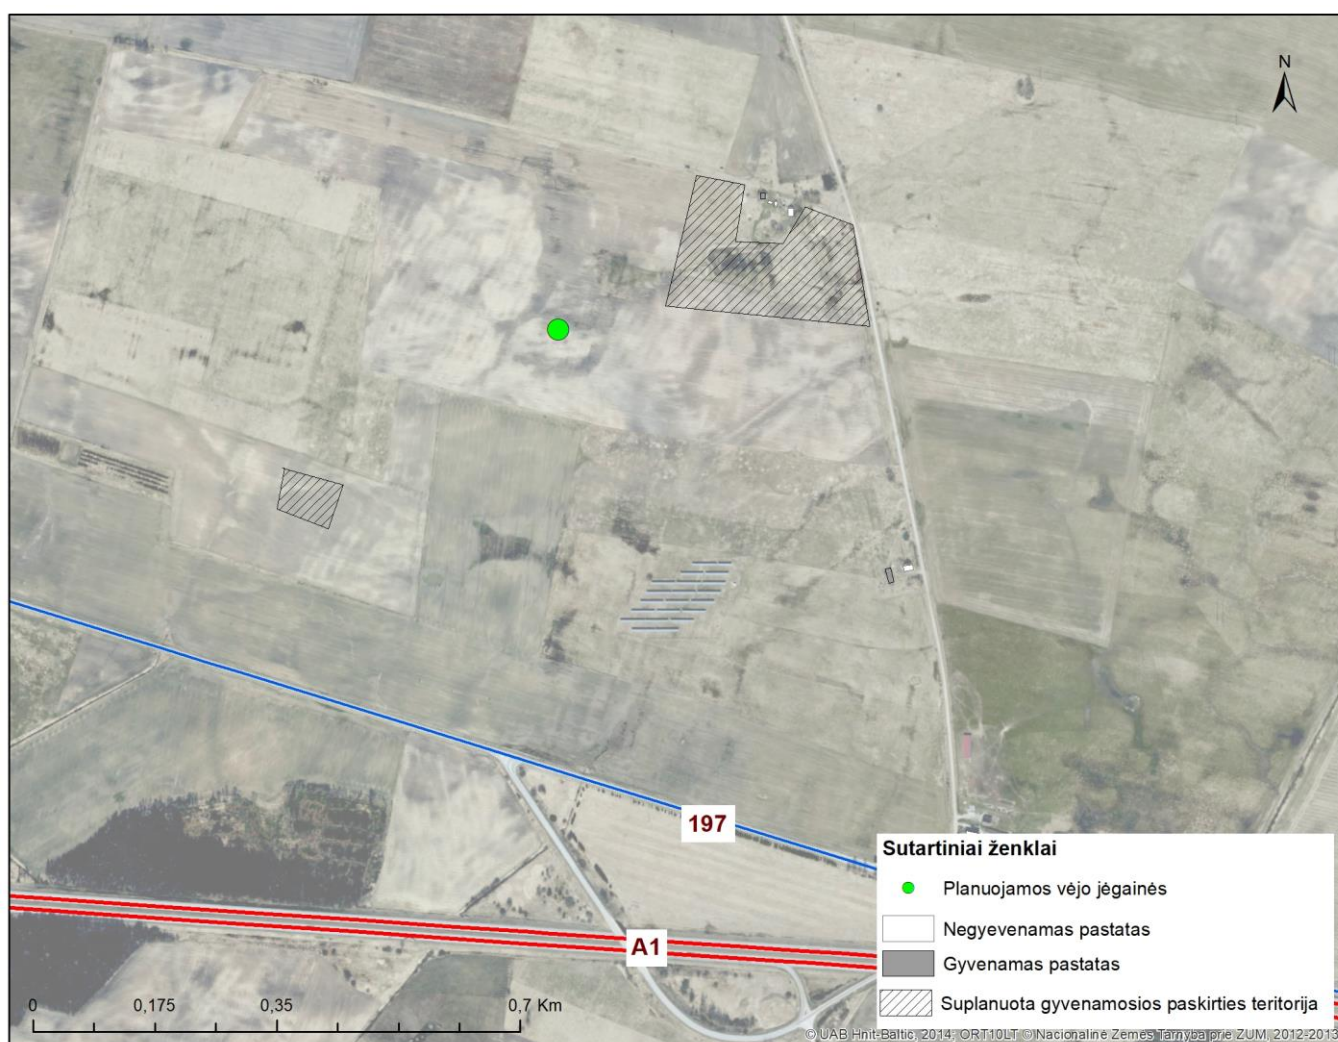 N
197
A1
Sutartiniai ženklai
Planuojamos vėjo jėgainės
Negyevenamas pastatas
Gyvenamas pastatas
Suplanuota gyvenamosios paskirties teritorija
0 0,175 0,35 0,7 Km
© UAB Hnit-Baltic, 2014, ORT10LT © Nacionalinė Žemės Tarnyba prie ŽŪM, 2012-2013